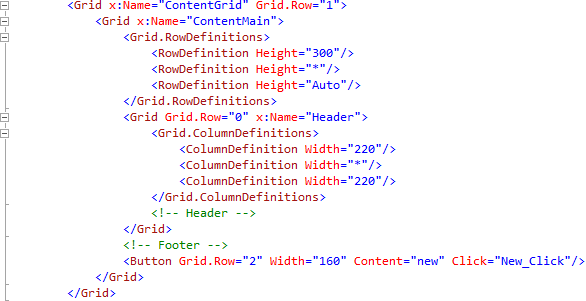 <Grid x:Name="ContentGrid" Grid.Row="1">
<Grid x:Name="ContentMain">
<Grid.RowDefinitions>
<RowDefinition Height="300"/>
<RowDefinition Height="*"/>
<RowDefinition Height="Auto"/>
</Grid.RowDefinitions>
<Grid Grid.Row="0" x:Name="Header">
<Grid.ColumnDefinitions>
<ColumnDefinition Width="220"/>
<ColumnDefinition Width="*"/>
<ColumnDefinition Width="220"/>
</Grid.ColumnDefinitions>
<!-- Header -->
</Grid>
<!-- Footer -->
<Button Grid.Row="2" Width="160" Content="new" Click="New_Click"/>
</Grid>
</Grid>